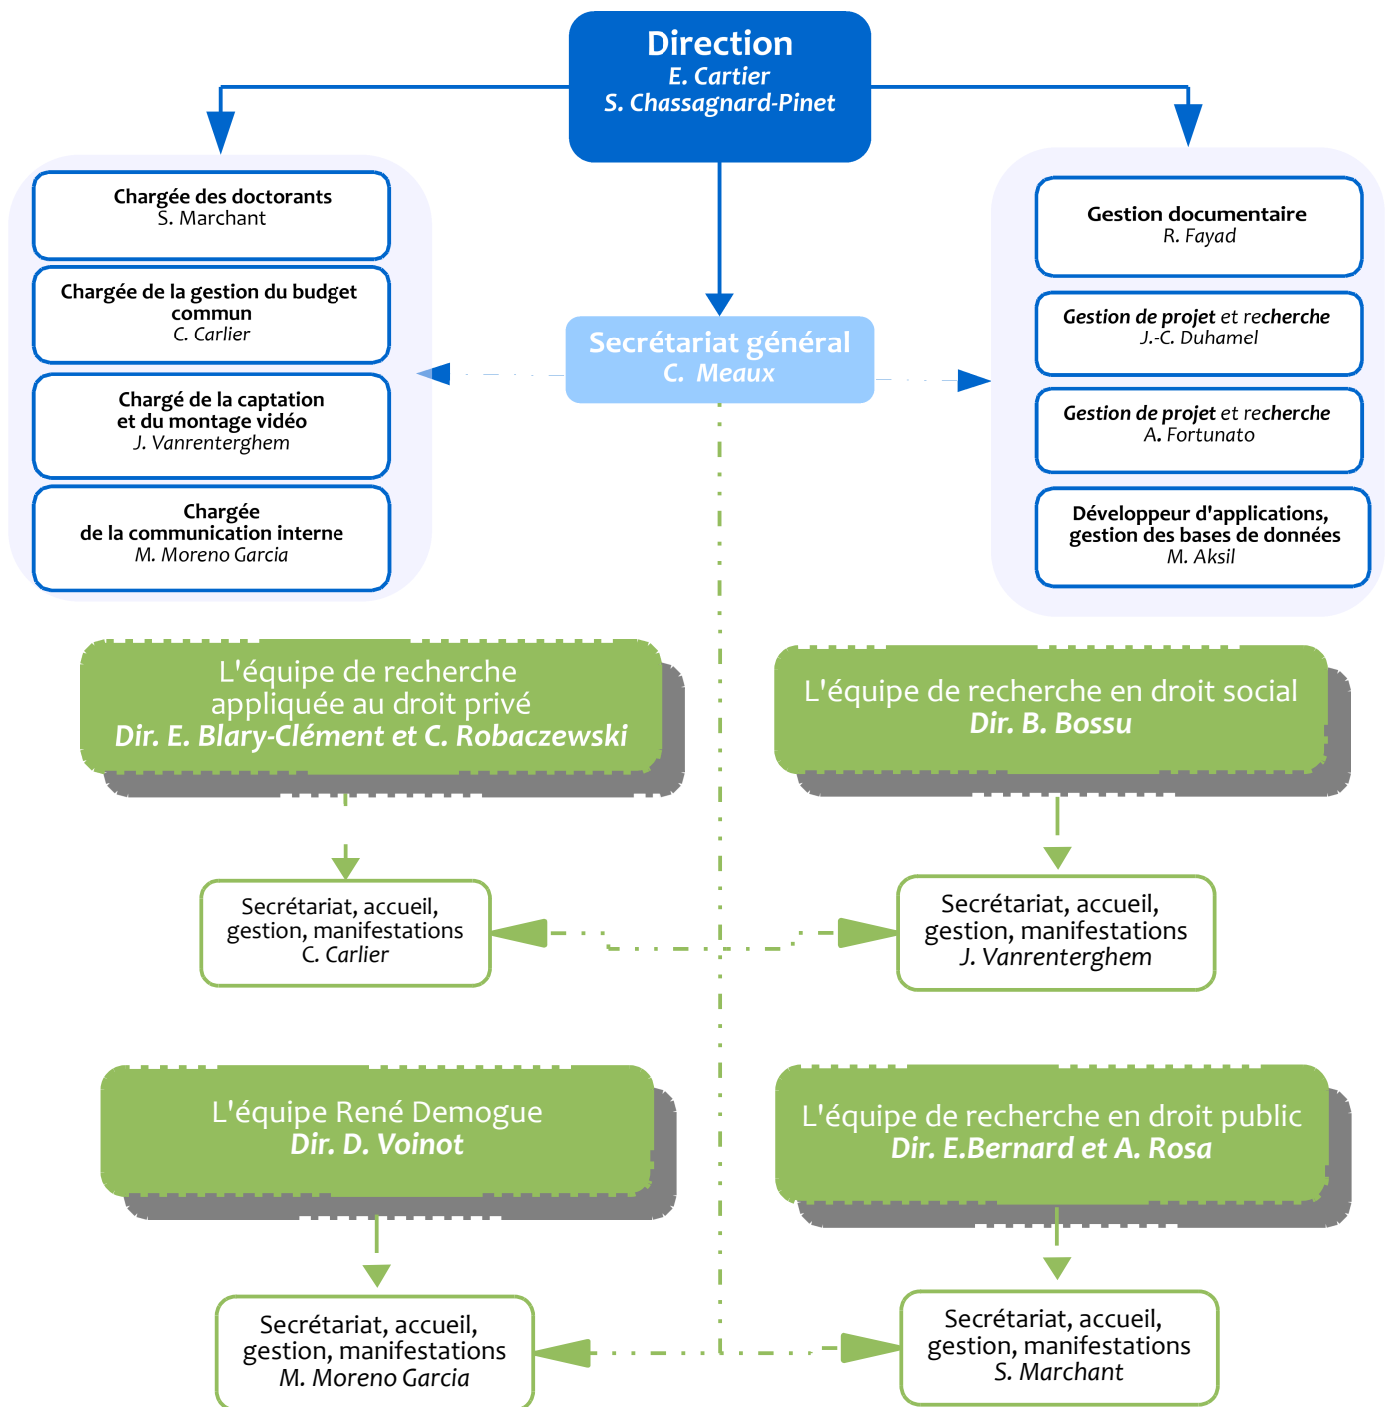 Direction
E. Cartier
S. Chassagnard-Pinet
Chargée des doctorants
S. Marchant
Chargée de la gestion du budget
commun
C. Carlier
Chargé de la captation
et du montage vidéo
J. Vanrenterghem
Chargée
de la communication interne
M. Moreno Garcia
Secrétariat général
C. Meaux
Gestion documentaire
R. Fayad
Gestion de projet et recherche
J.-C. Duhamel
Gestion de projet et recherche
A. Fortunato
Développeur d'applications,
gestion des bases de données
M. Aksil
L'équipe de recherche
appliquée au droit privé
Dir. E. Blary-Clément et C. Robaczewski
L'équipe de recherche en droit social
Dir. B. Bossu
Secrétariat, accueil,
gestion, manifestations
C. Carlier
Secrétariat, accueil,
gestion, manifestations
J. Vanrenterghem
L'équipe René Demogue
Dir. D. Voinot
L'équipe de recherche en droit public
Dir. E.Bernard et A. Rosa
Secrétariat, accueil,
gestion, manifestations
M. Moreno Garcia
Secrétariat, accueil,
gestion, manifestations
S. Marchant